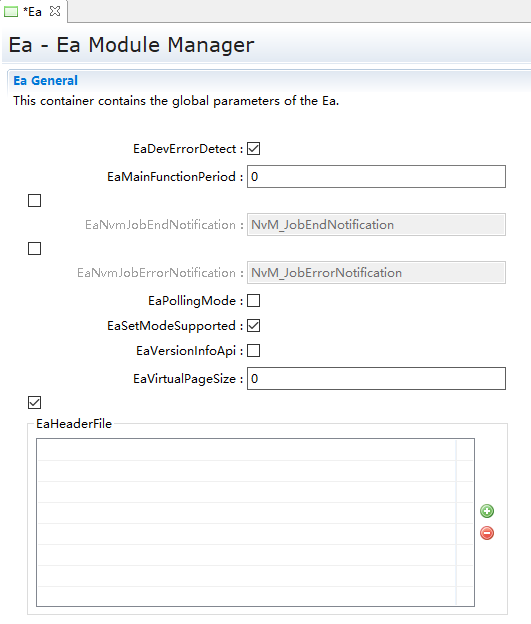 *Ea
Ea - Ea Module Manager
Ea General
This container contains the global parameters of the Ea.
EaDevErrorDetect :
EaMainFunctionPeriod : 0
EaNvmJobEndNotification : NvM_JobEndNotification
EaNvmJobErrorNotification : NvM_JobErrorNotification
EaPollingMode :
EaSetModeSupported :
EaVersionInfoApi :
EaVirtualPageSize : 0
EaHeaderFile